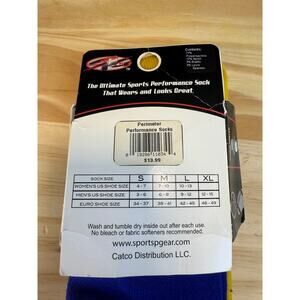 Contents:
The Ultimate Sports Performance Sock
That Wears and Looks Great
Perimeter
Performance Socks
$13.99
SOCK SIZE S M L XL
WOMEN'S US SHOE SIZE 4-7 7-10 10-13
MEN'S US SHOE SIZE 3-6 6-9 9-12 12-15
EURO SHOE SIZE 34-37 38-41 42-45 46-49
Wash and tumble dry inside out after each use.
No bleach or fabric softeners recommended.
www.sportspgear.com
Catco Distribution LLC.